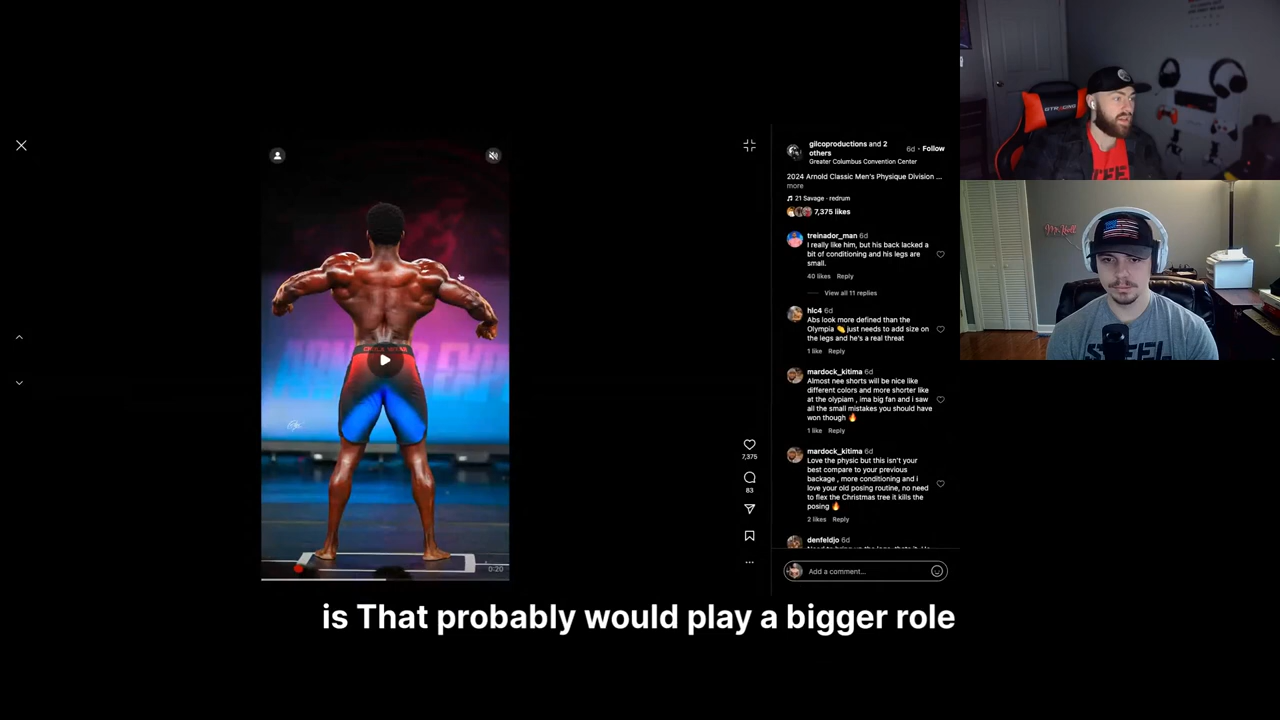 gilcoproductions and 2
others
6d • Follow
Greater Columbus Convention Center
2024 Arnold Classic Men's Physique Division ...
more
21 Savage · redrum
7,375 likes
treinador_man 6d
I really like him, but his back lacked a
bit of conditioning and his legs are
small.
40 likes Reply
View all 11 replies
hlc4 6d
Abs look more defined than the
Olympia 👏 just needs to add size on
the legs and he's a real threat
1 like Reply
mardock_kitima 6d
Almost nee shorts will be nice like
different colors and more shorter like
at the olypiam , ima big fan and i saw
all the small mistakes you should have
won though 🔥
1 like Reply
mardock_kitima 6d
Love the physic but this isn't your
best compare to your previous
backage , more conditioning and i
love your old posing routine, no need
to flex the Christmas tree it kills the
posing 🔥
2 likes Reply
denfeldjo 6d
7,375
83
0:20
Add a comment...
STEEL
is That probably would play a bigger role